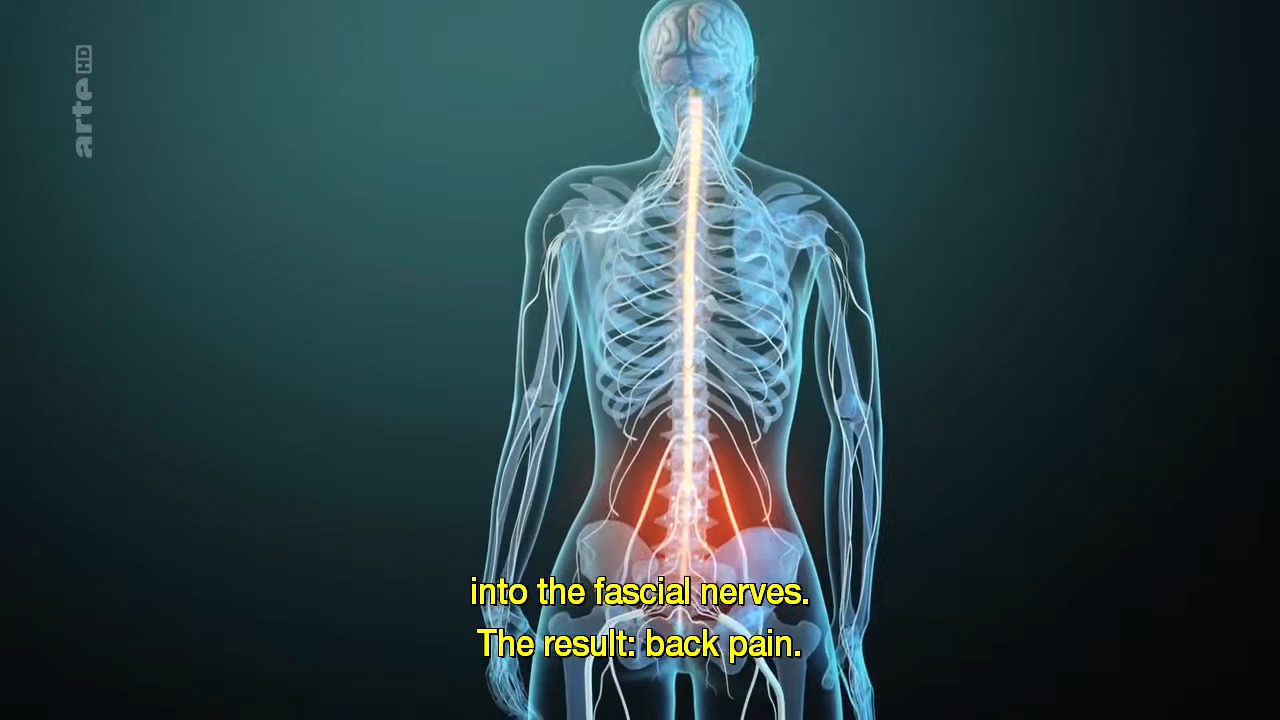 arte HD
into the fascial nerves.
The result: back pain.